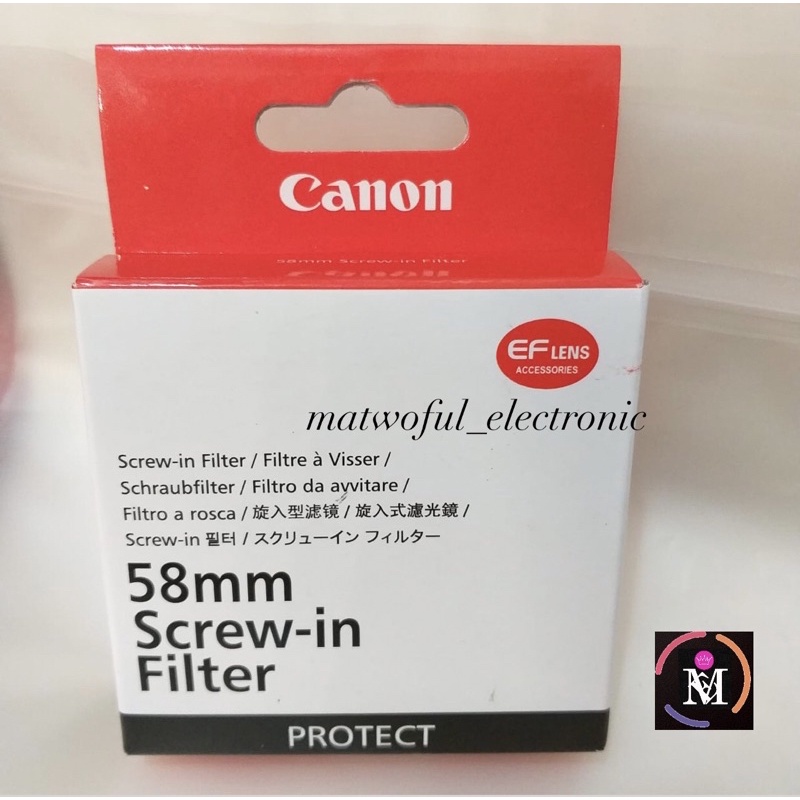 Canon
58mm Screw-in Filter
Canon
EF LENS
ACCESSORIES
matwoful_electronic
Screw-in Filter / Filtre à Visser /
Schraubfilter / Filtro da avvitare /
Filtro a rosca / 旋入型滤镜 / 旋入式濾光鏡 /
Screw-in 필터 / スクリューイン フィルター
58mm
Screw-in
Filter
PROTECT